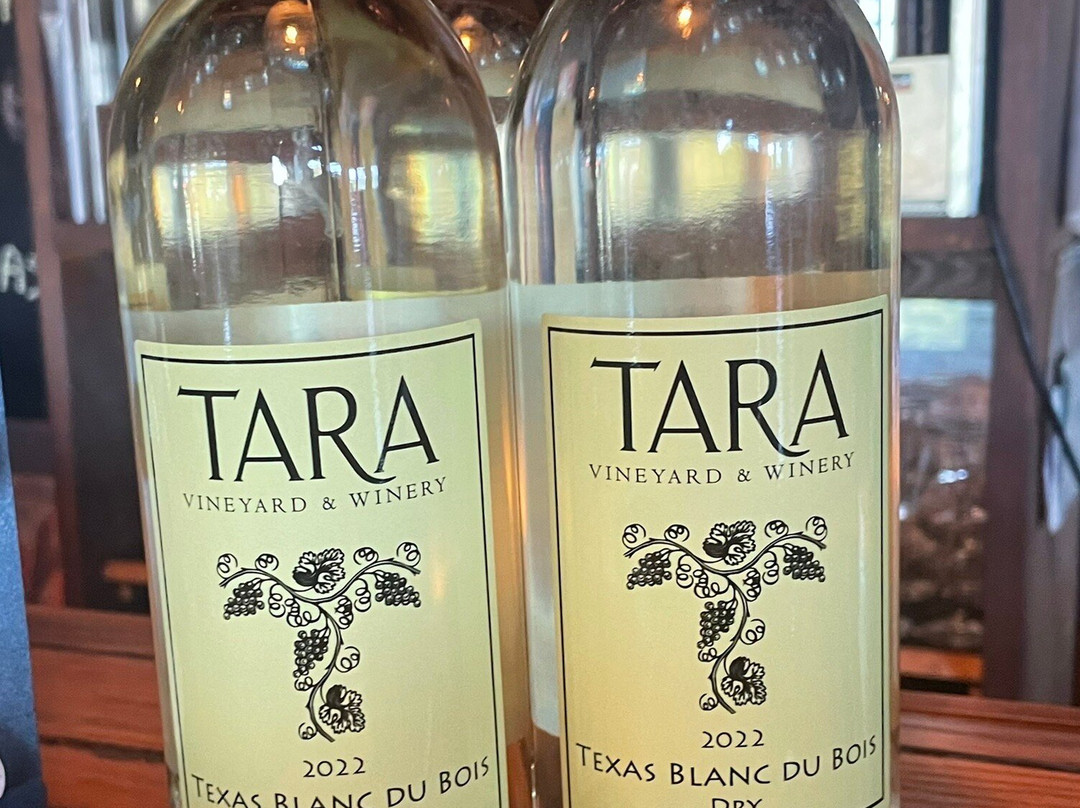 TARA
VINEYARD & WINERY
2022
TEXAS BLANC DU BOIS
TARA
VINEYARD & WINERY
2022
TEXAS BLANC DU BOIS
DRY